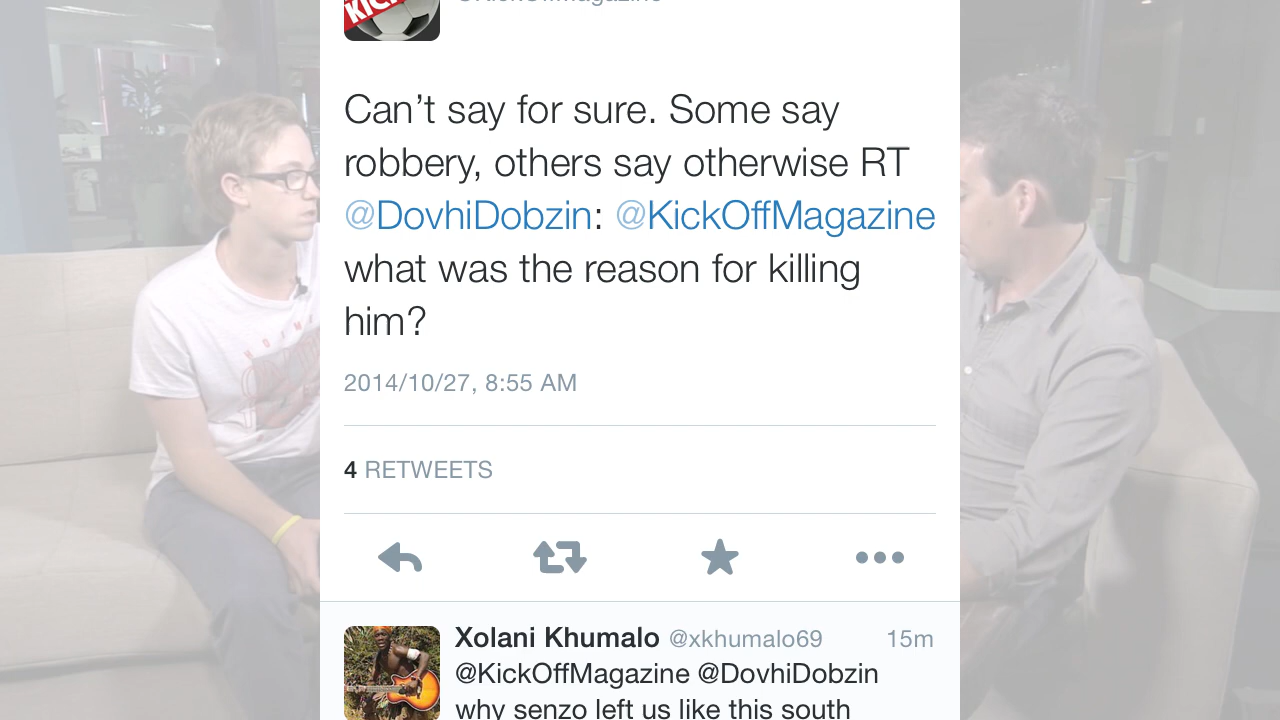 KICK
@KickOffMagazine
Can't say for sure. Some say
robbery, others say otherwise RT
@DovhiDobzin: @KickOffMagazine
what was the reason for killing
him?
2014/10/27, 8:55 AM
4 RETWEETS
Xolani Khumalo @xkhumalo69 15m
@KickOffMagazine @DovhiDobzin
why senzo left us like this south